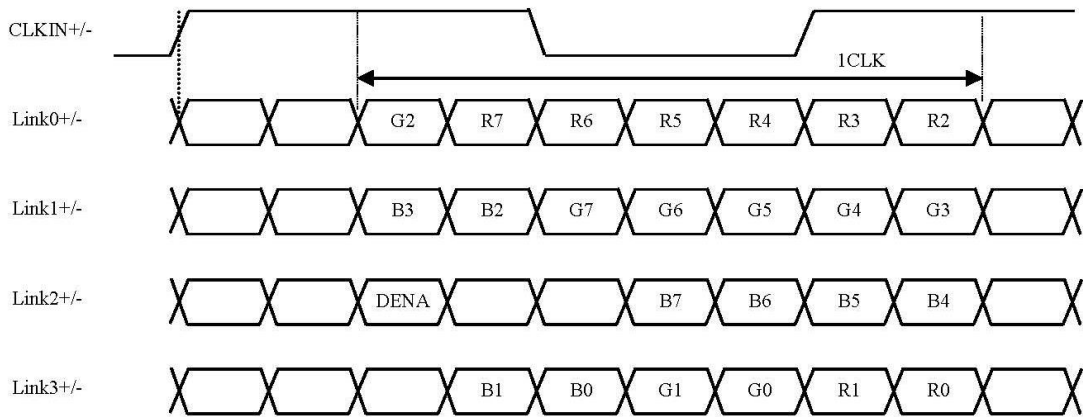 CLKIN+/-
1CLK
Link0+/- G2 R7 R6 R5 R4 R3 R2
Link1+/- B3 B2 G7 G6 G5 G4 G3
Link2+/- DENA B7 B6 B5 B4
Link3+/- B1 B0 G1 G0 R1 R0